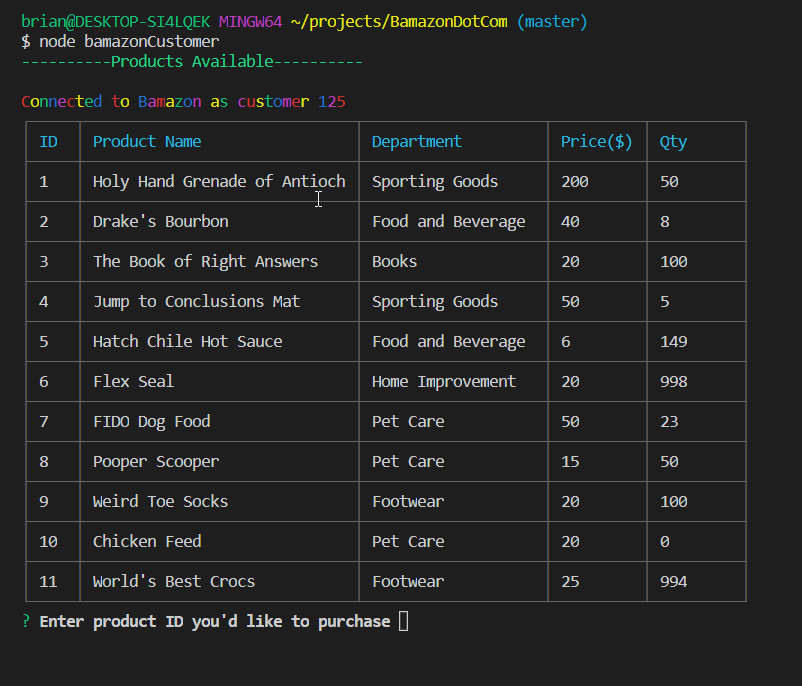 brian@DESKTOP-SI4LQEK MINGW64 ~/projects/BamazonDotCom (master)
$ node bamazonCustomer
----------Products Available----------
Connected to Bamazon as customer 125
ID Product Name Department Price($) Qty
1 Holy Hand Grenade of Antioch Sporting Goods 200 50
2 Drake's Bourbon Food and Beverage 40 8
3 The Book of Right Answers Books 20 100
4 Jump to Conclusions Mat Sporting Goods 50 5
5 Hatch Chile Hot Sauce Food and Beverage 6 149
6 Flex Seal Home Improvement 20 998
7 FIDO Dog Food Pet Care 50 23
8 Pooper Scooper Pet Care 15 50
9 Weird Toe Socks Footwear 20 100
10 Chicken Feed Pet Care 20 0
11 World's Best Crocs Footwear 25 994
? Enter product ID you'd like to purchase